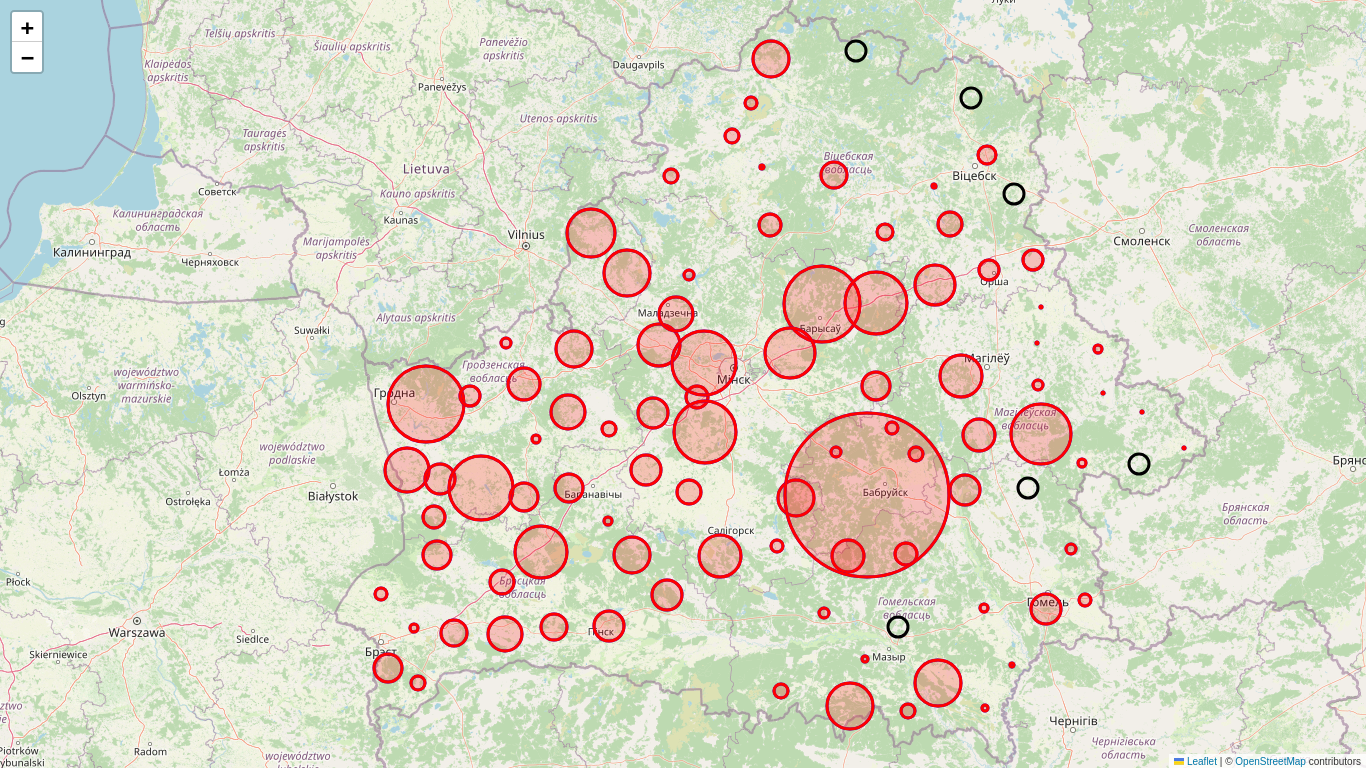 +
−
Луки
Telšių apskritis
Šiaulių apskritis
Panevėžio
apskritis
Daugavpils
Klaipėdos
apskritis
Panevėžys
Utenos apskritis
Tauragės
apskritis
Lietuva
Віцебская
вобласць
Віцебск
Советск
Kauno apskritis
Калининградская
область
Kaunas
Vilnius
Смоленск
Смоленская
область
Калининград
Черняховск
Marijampolės
apskritis
Орша
Alytaus apskritis
Маладзечна
Suwałki
Барысаў
Магілёў
Гродзенская
вобласць
Мінск
województwo
warmińsko-
mazurskie
Гродна
Olsztyn
Магілёўская
вобласць
województwo
podlaskie
Łomża
Брянс
Białystok
Ostrołęka
Баранавічы
Бабруйск
Брянская
область
Салігорск
Płock
Брэсцкая
вобласць
Гомельская
вобласць
Гомель
Warszawa
Siedlce
Пінск
Skierniewice
Брэст
Мазыр
Чернігів
Чернігівська
область
Piotrków
ybunalski
Radom
województwo
Leaflet | © OpenStreetMap contributors